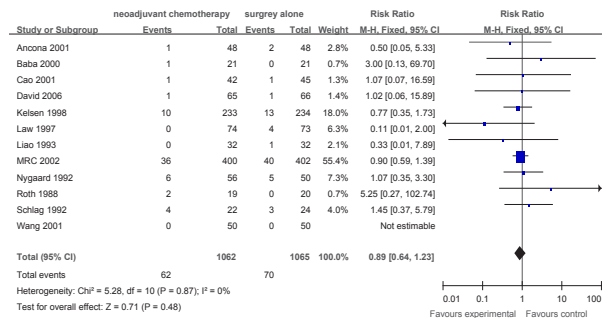 neoadjuvant chemotherapy surgrey alone Risk Ratio Risk Ratio
Study or Subgroup Events Total Events Total Weight M-H, Fixed, 95% CI M-H, Fixed, 95% CI
Ancona 2001 1 48 2 48 2.8% 0.50 [0.05, 5.33]
Baba 2000 1 21 0 21 0.7% 3.00 [0.13, 69.70]
Cao 2001 1 42 1 45 1.3% 1.07 [0.07, 16.59]
David 2006 1 65 1 66 1.4% 1.02 [0.06, 15.89]
Kelsen 1998 10 233 13 234 18.0% 0.77 [0.35, 1.73]
Law 1997 0 74 4 73 6.3% 0.11 [0.01, 2.00]
Liao 1993 0 32 1 32 2.1% 0.33 [0.01, 7.89]
MRC 2002 36 400 40 402 55.4% 0.90 [0.59, 1.39]
Nygaard 1992 6 56 5 50 7.3% 1.07 [0.35, 3.30]
Roth 1988 2 19 0 20 0.7% 5.25 [0.27, 102.74]
Schlag 1992 4 22 3 24 4.0% 1.45 [0.37, 5.79]
Wang 2001 0 50 0 50 Not estimable
Total (95% CI) 1062 1065 100.0% 0.89 [0.64, 1.23]
Total events 62 70
Heterogeneity: Chi² = 5.28, df = 10 (P = 0.87); I² = 0%
Test for overall effect: Z = 0.71 (P = 0.48)
0.01 0.1 1 10 100
Favours experimental Favours control